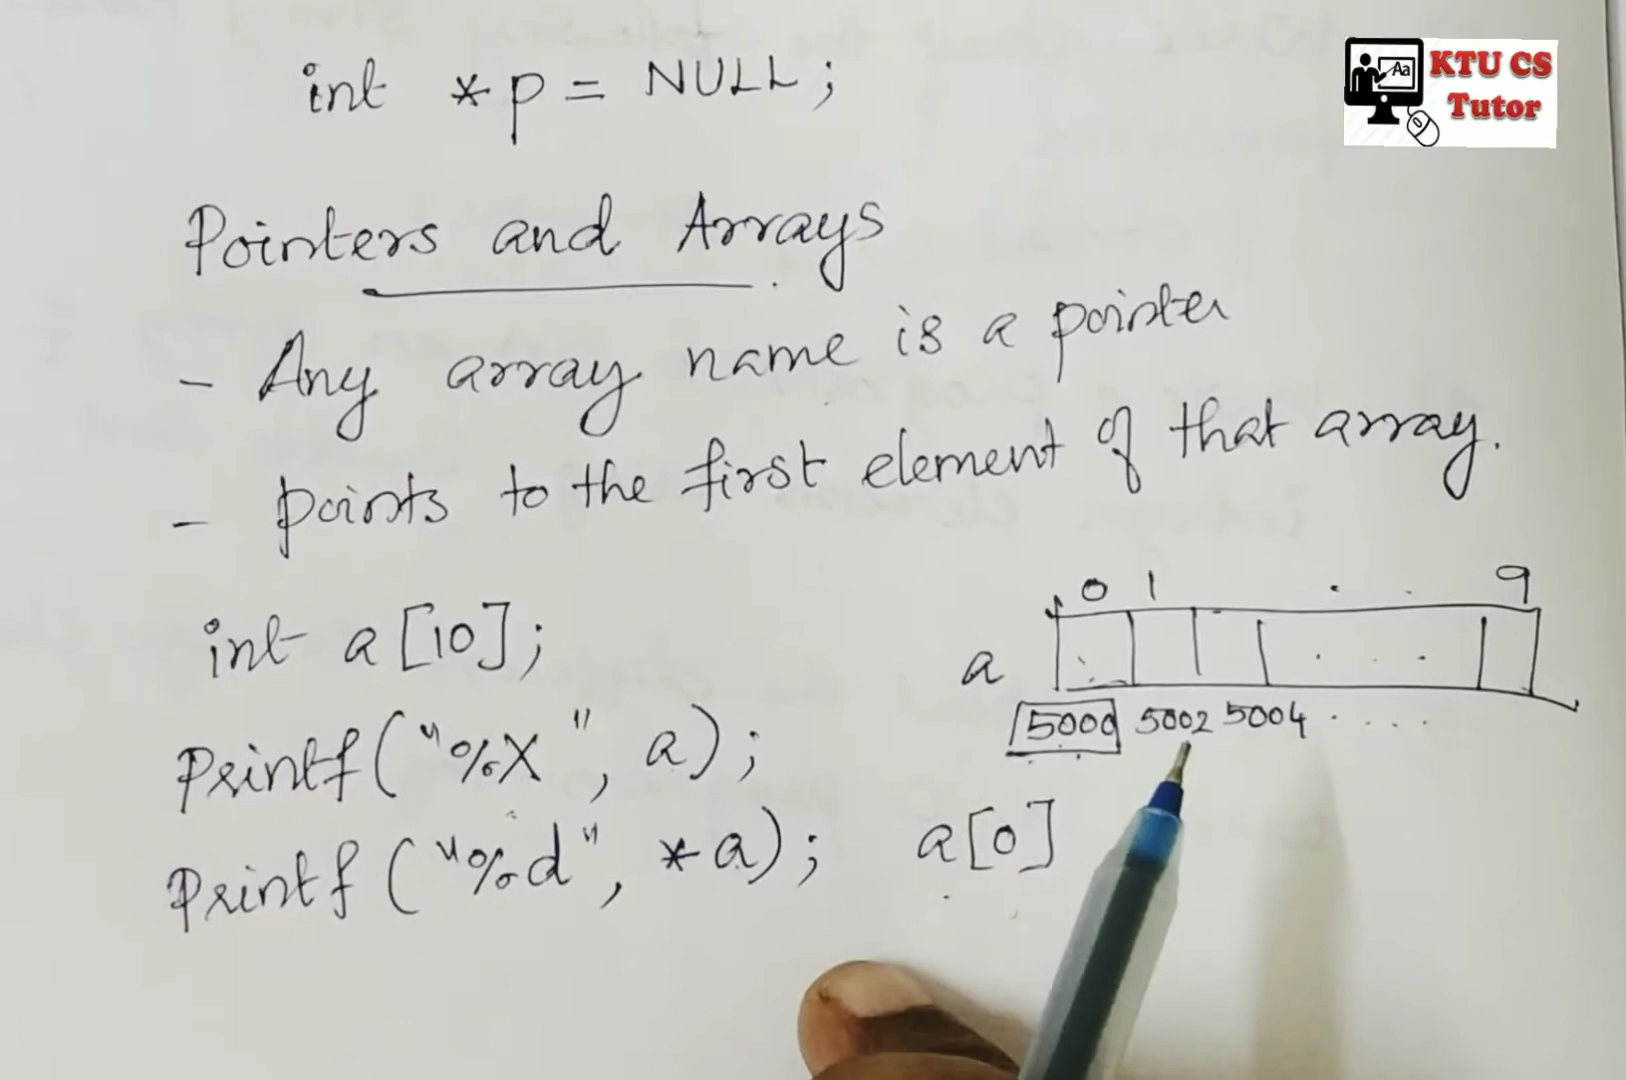 int *p = NULL;
KTU CS
Tutor
Aa
Pointers and Arrays
- Any array name is a pointer
- points to the first element of that array.
int a[10];
0 1 . . 9
a
5000 5002 5004 . . . .
printf("%X", a);
printf("%d", *a); a[0]